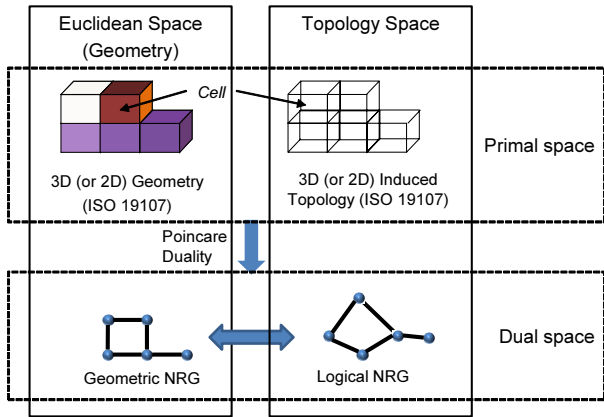 Euclidean Space
(Geometry)
Topology Space
Cell
Primal space
3D (or 2D) Geometry
(ISO 19107)
3D (or 2D) Induced
Topology (ISO 19107)
Poincare
Duality
Dual space
Geometric NRG
Logical NRG